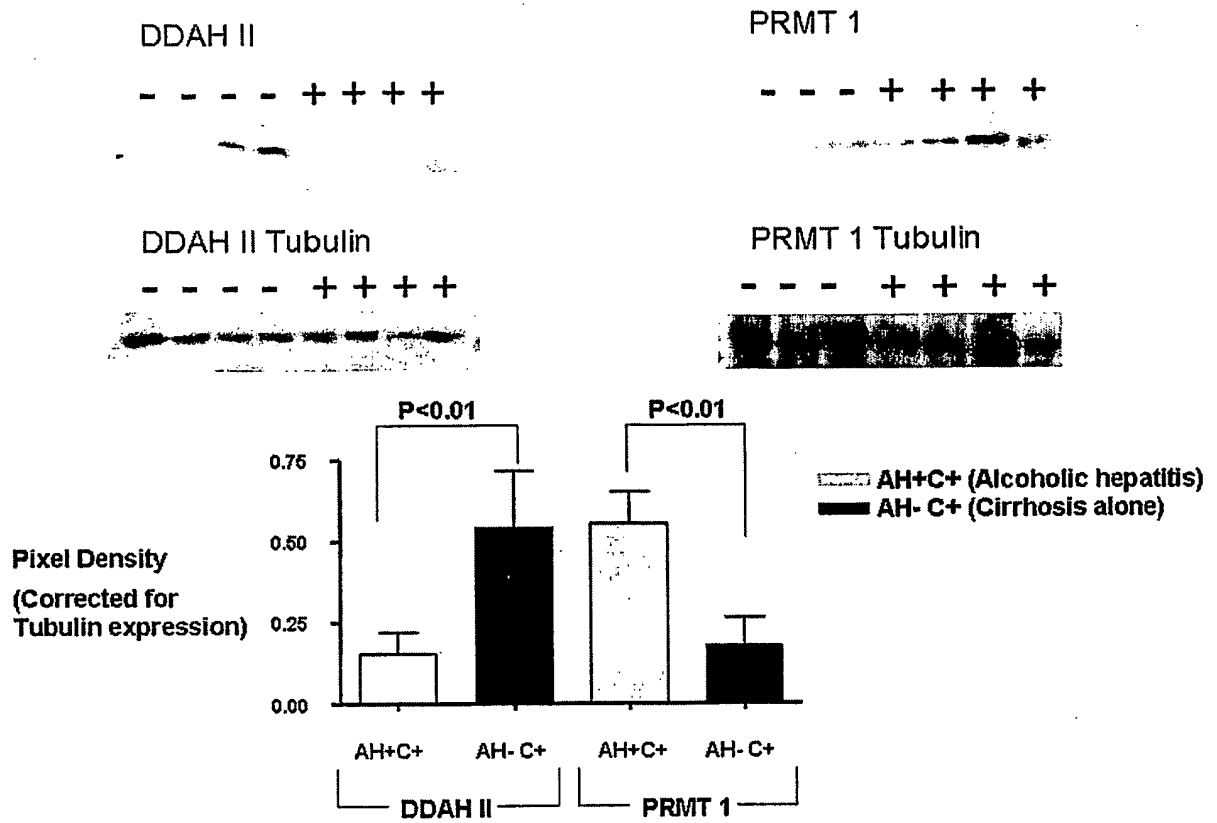 DDAH II
- - - - + + + +
PRMT 1
- - - + + + +
DDAH II Tubulin
- - - - + + + +
PRMT 1 Tubulin
- - - + + + +
P<0.01
P<0.01
0.75
0.50
0.25
0.00
Pixel Density
(Corrected for
Tubulin expression)
AH+C+ (Alcoholic hepatitis)
AH- C+ (Cirrhosis alone)
AH+C+
AH- C+
AH+C+
AH- C+
DDAH II
PRMT 1